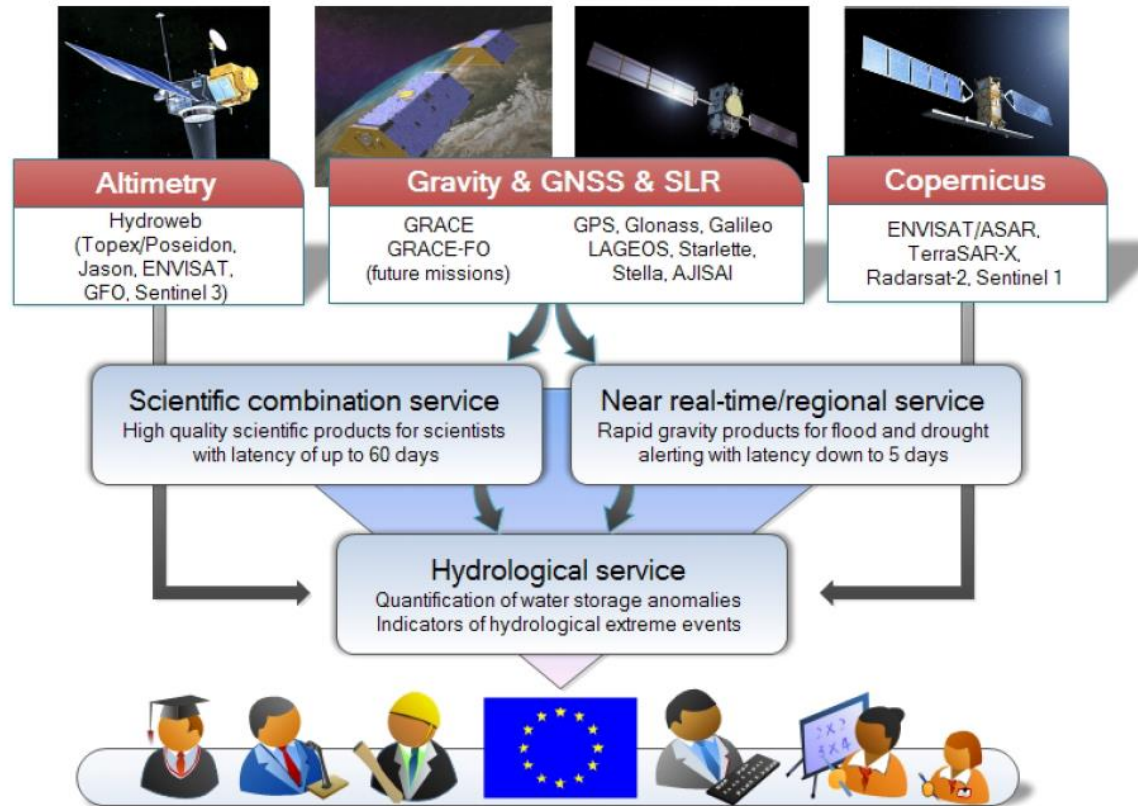 Altimetry
Hydroweb
(Topex/Poseidon,
Jason, ENVISAT,
GFO, Sentinel 3)
Gravity & GNSS & SLR
GRACE
GRACE-FO
(future missions)
GPS, Glonass, Galileo
LAGEOS, Starlette,
Stella, AJISAI
Copernicus
ENVISAT/ASAR,
TerraSAR-X,
Radarsat-2, Sentinel 1
Scientific combination service
High quality scientific products for scientists
with latency of up to 60 days
Near real-time/regional service
Rapid gravity products for flood and drought
alerting with latency down to 5 days
Hydrological service
Quantification of water storage anomalies
Indicators of hydrological extreme events
2 x 2
3 x 4